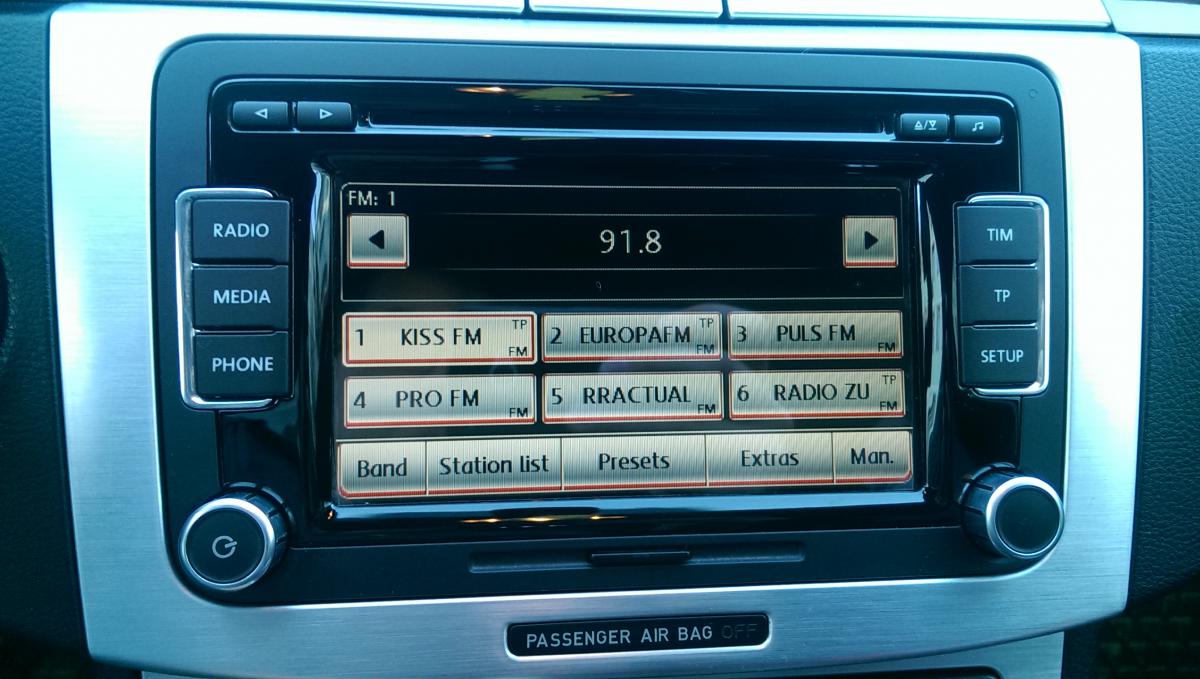 FM: 1
91.8
RADIO
MEDIA
PHONE
TIM
TP
SETUP
1 KISS FM TP FM
2 EUROPAFM TP FM
3 PULS FM FM
4 PRO FM FM
5 RRACTUAL FM
6 RADIO ZU TP FM
Band Station list Presets Extras Man.
PASSENGER AIR BAG OFF